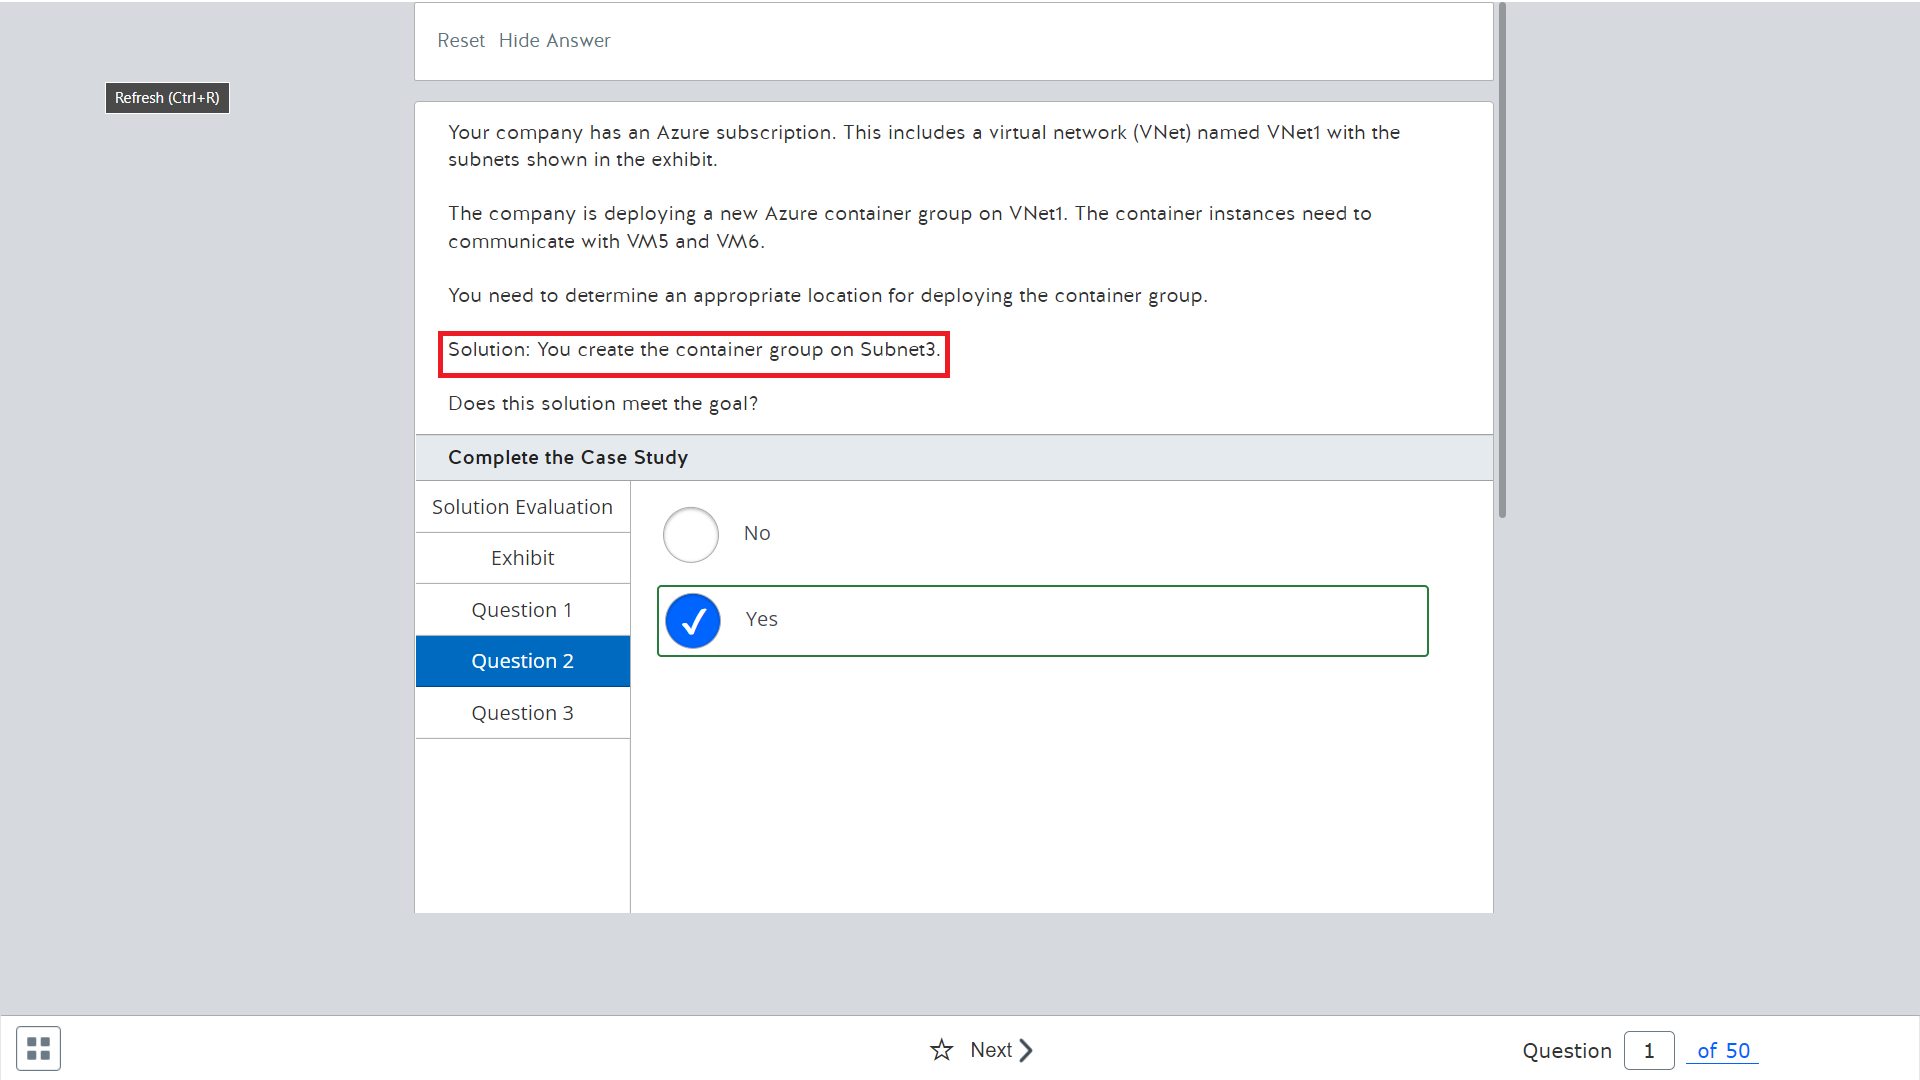 Reset Hide Answer
Refresh (Ctrl+R)
Your company has an Azure subscription. This includes a virtual network (VNet) named VNet1 with the
subnets shown in the exhibit.
The company is deploying a new Azure container group on VNet1. The container instances need to
communicate with VM5 and VM6.
You need to determine an appropriate location for deploying the container group.
Solution: You create the container group on Subnet3.
Does this solution meet the goal?
Complete the Case Study
Solution Evaluation
Exhibit
Question 1
Question 2
Question 3
No
Yes
Next
Question 1 of 50